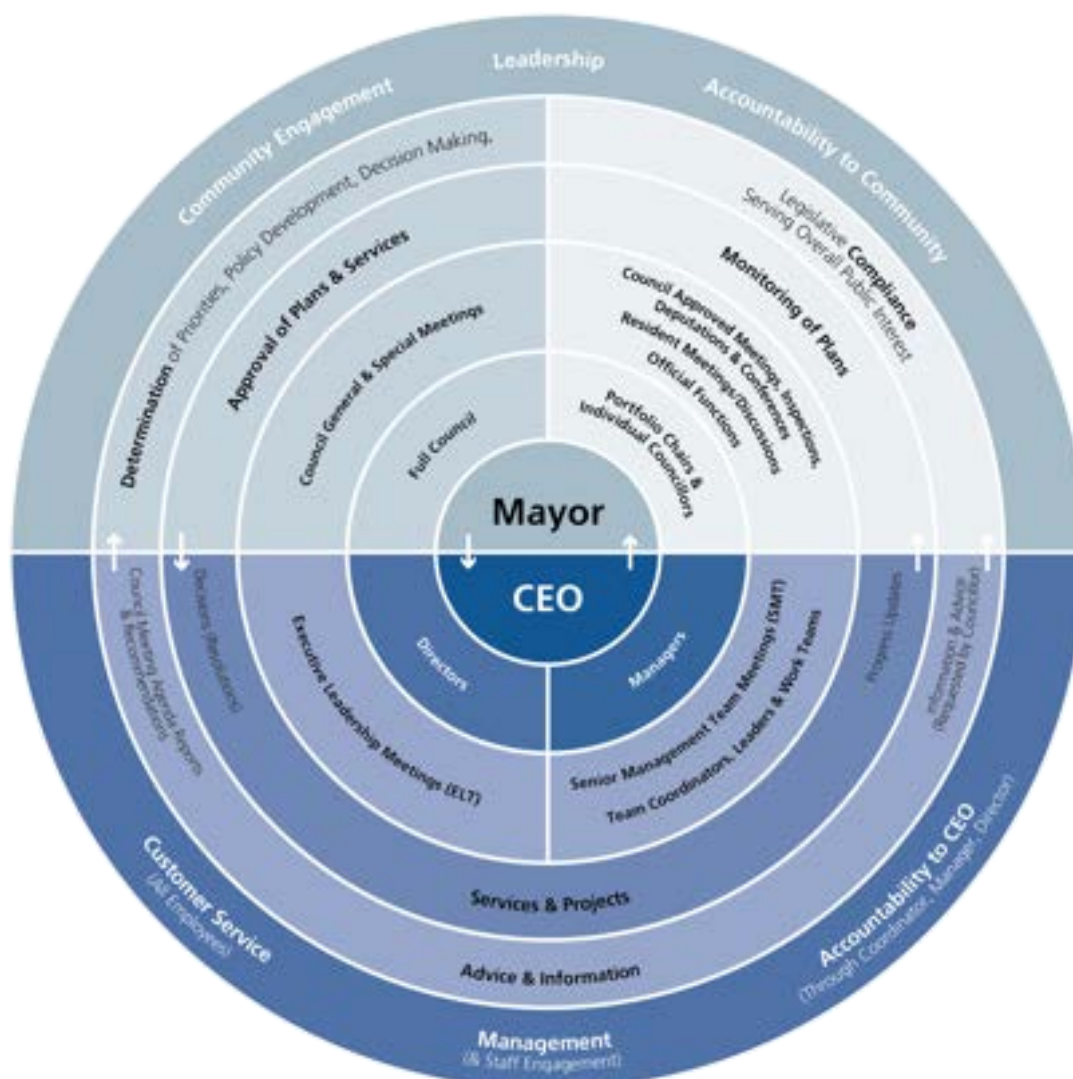 Leadership
Community Engagement
Accountability to Community
Determination of Priorities, Policy Development, Decision Making,
Legislative Compliance
Serving Overall Public Interest
Approval of Plans & Services
Monitoring of Plans
Council General & Special Meetings
Council Approved Meetings, Inspections,
Deputations & Conferences
Resident Meetings/Discussions
Official Functions
Full Council
Portfolio Chairs &
Individual Councillors
Mayor
CEO
Directors
Managers
Executive Leadership Meetings (ELT)
Senior Management Team Meetings (SMT)
Team Coordinators, Leaders & Work Teams
Decisions (Resolutions)
Progress Updates
Council Meeting Agenda Reports
& Recommendations
Information & Advice
(Requested by Councillor)
Services & Projects
Advice & Information
Customer Service
(All Employees)
Accountability to CEO
(Through Coordinator, Manager, Director)
Management
(& Staff Engagement)